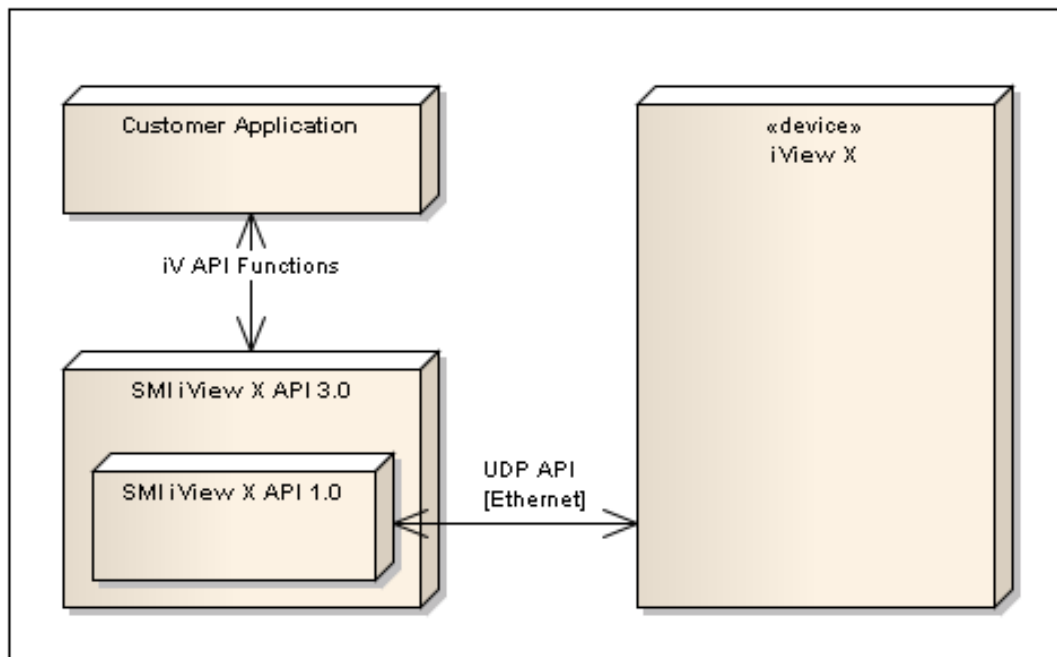 Customer Application
«device»
iView X
iV API Functions
SMI iView X API 3.0
SMI iView X API 1.0
UDP API
[Ethernet]